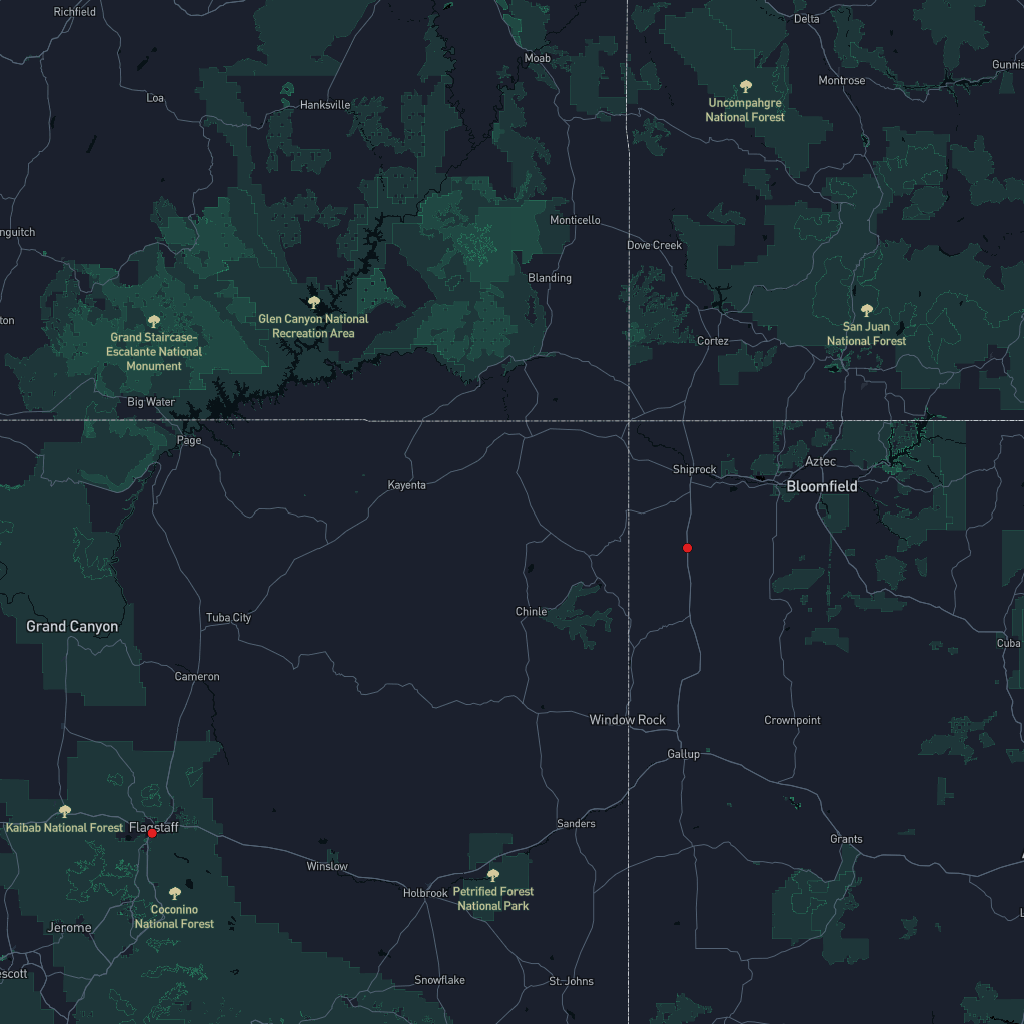 Richfield
Delta
Moab
Gunnis
Montrose
Loa
Hanksville
Uncompahgre
National Forest
Monticello
nguitch
Dove Creek
Blanding
ton
Glen Canyon National
Recreation Area
Grand Staircase-
Escalante National
Monument
San Juan
National Forest
Cortez
Big Water
Page
Shiprock
Aztec
Kayenta
Bloomfield
Chinle
Tuba City
Grand Canyon
Cuba
Cameron
Window Rock
Crownpoint
Gallup
Kaibab National Forest
Flagstaff
Sanders
Grants
Winslow
Holbrook
Petrified Forest
National Park
Coconino
National Forest
L
Jerome
escott
Snowflake
St. Johns